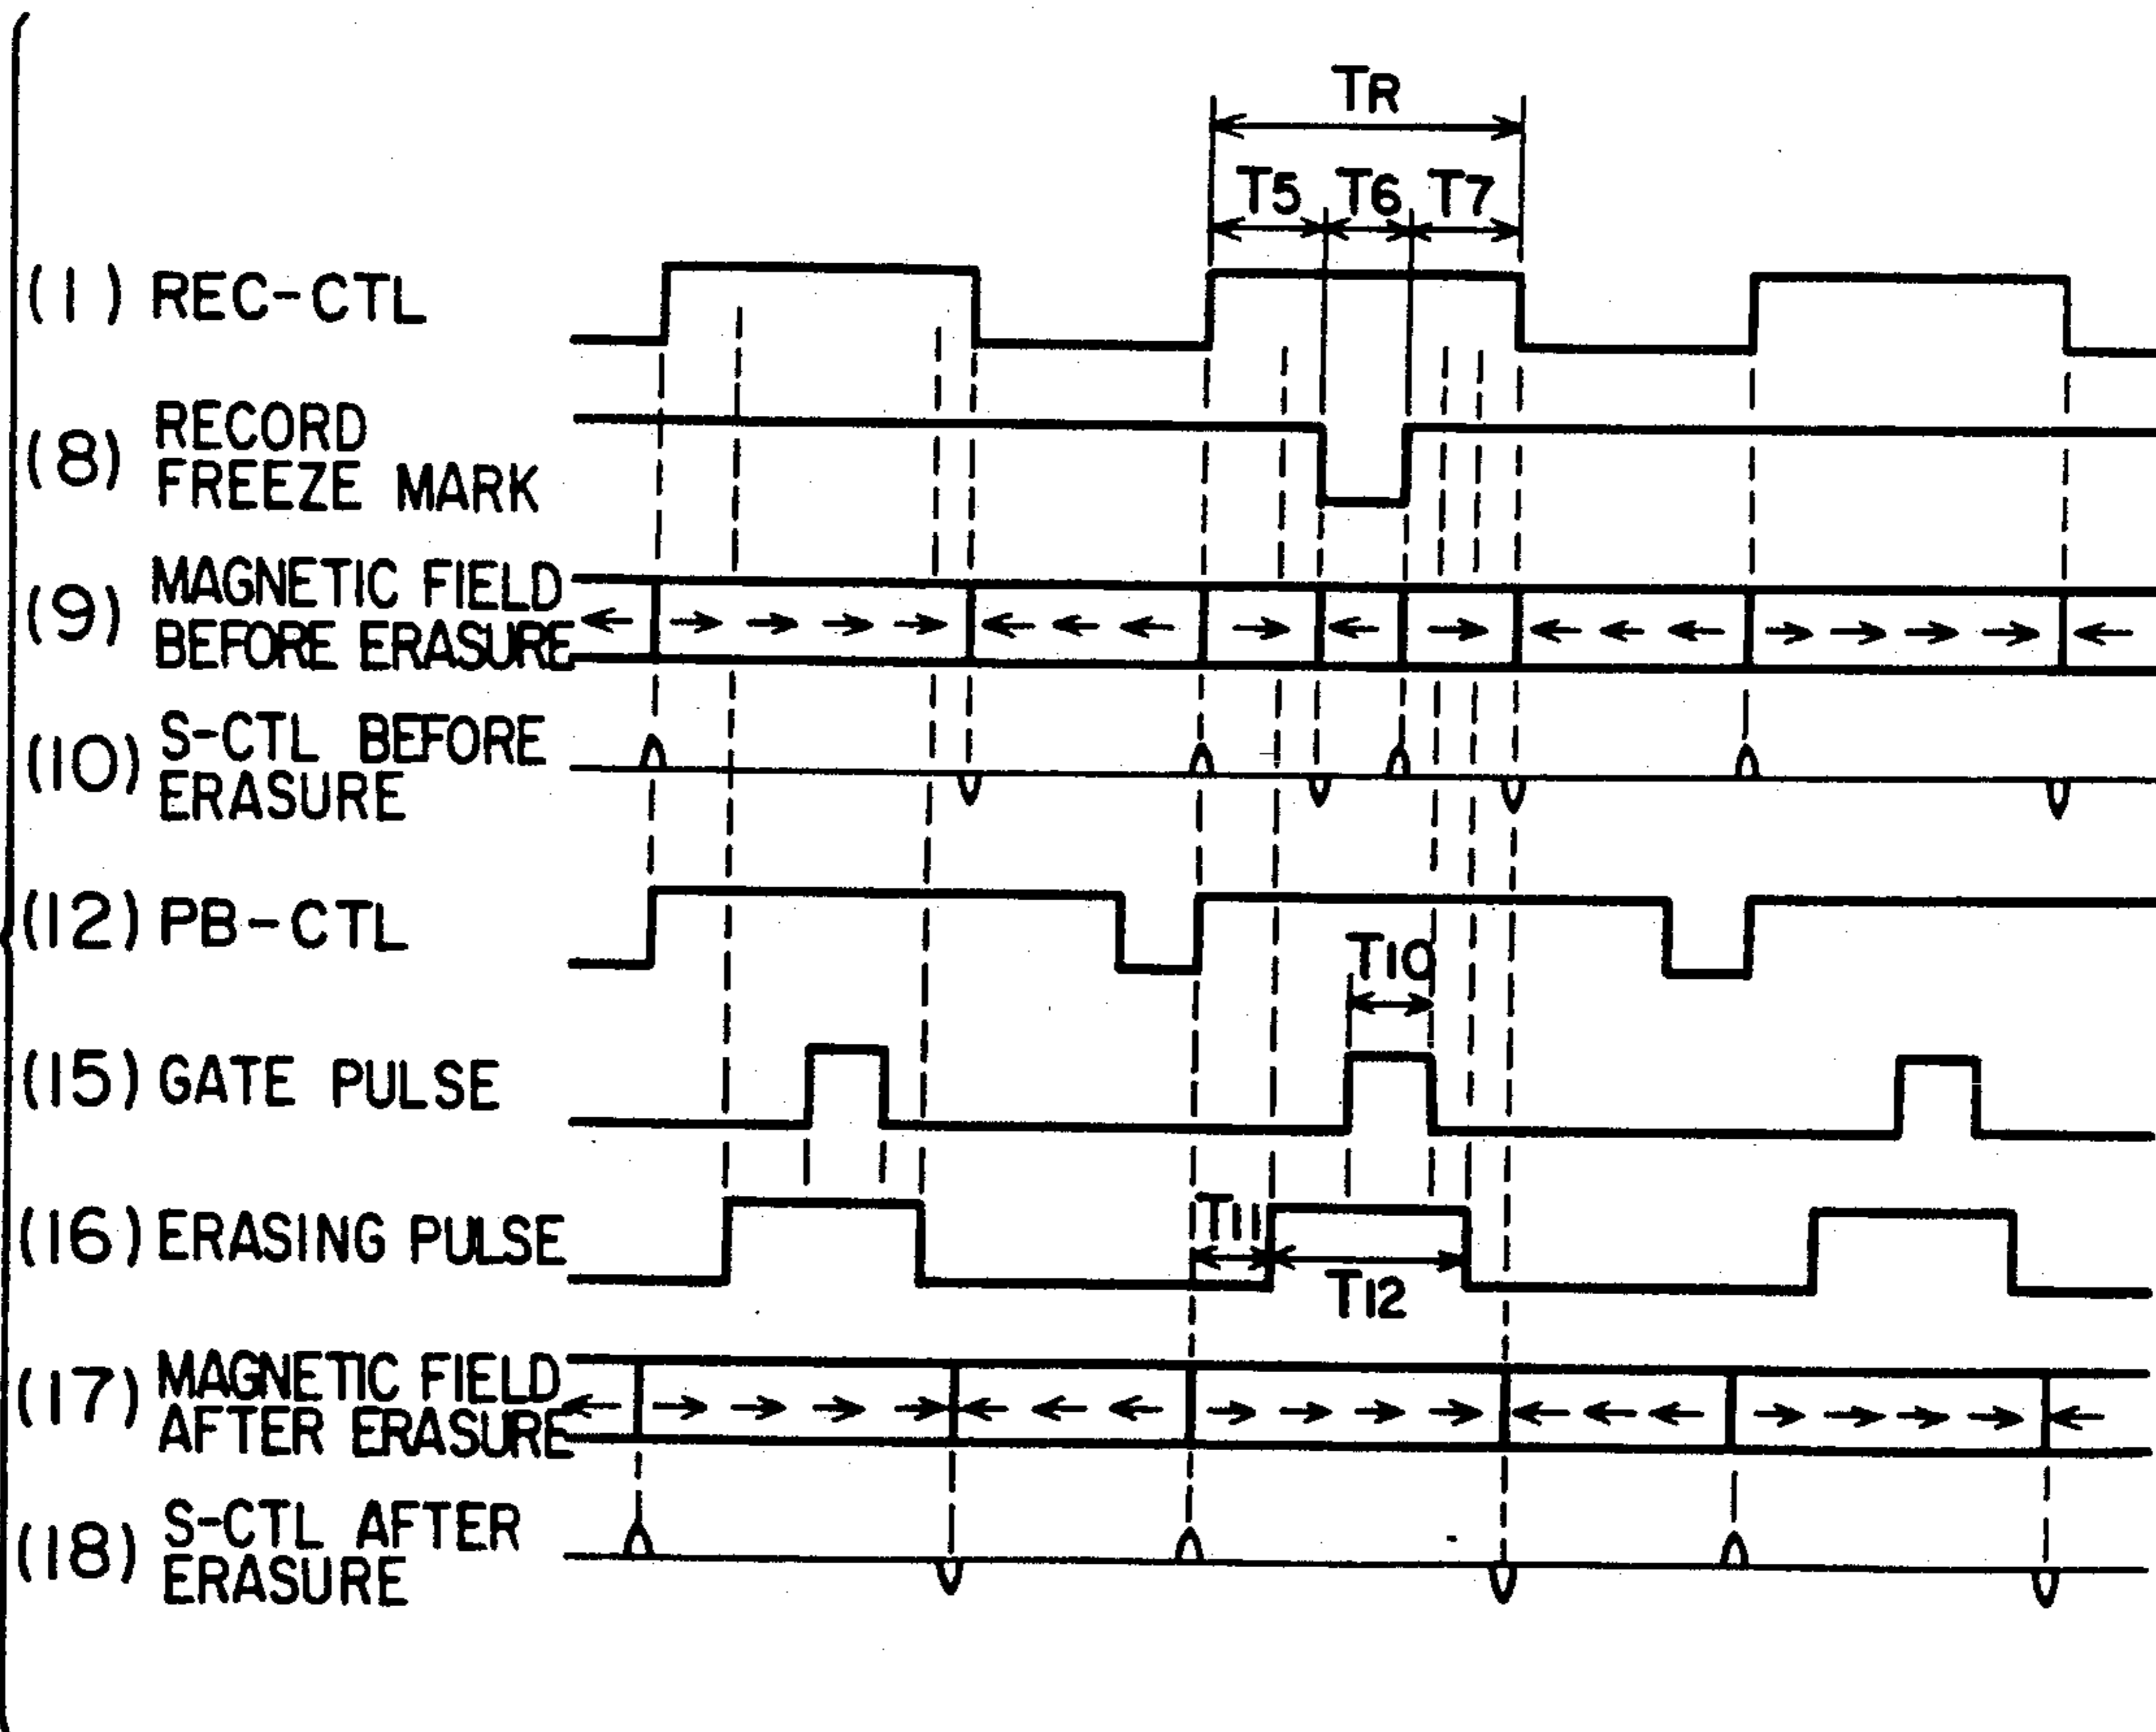 TR
T5 T6 T7
(1) REC-CTL
(8) RECORD
FREEZE MARK
(9) MAGNETIC FIELD
BEFORE ERASURE
(10) S-CTL BEFORE
ERASURE
(12) PB-CTL
T10
(15) GATE PULSE
(16) ERASING PULSE
T11
T12
(17) MAGNETIC FIELD
AFTER ERASURE
(18) S-CTL AFTER
ERASURE